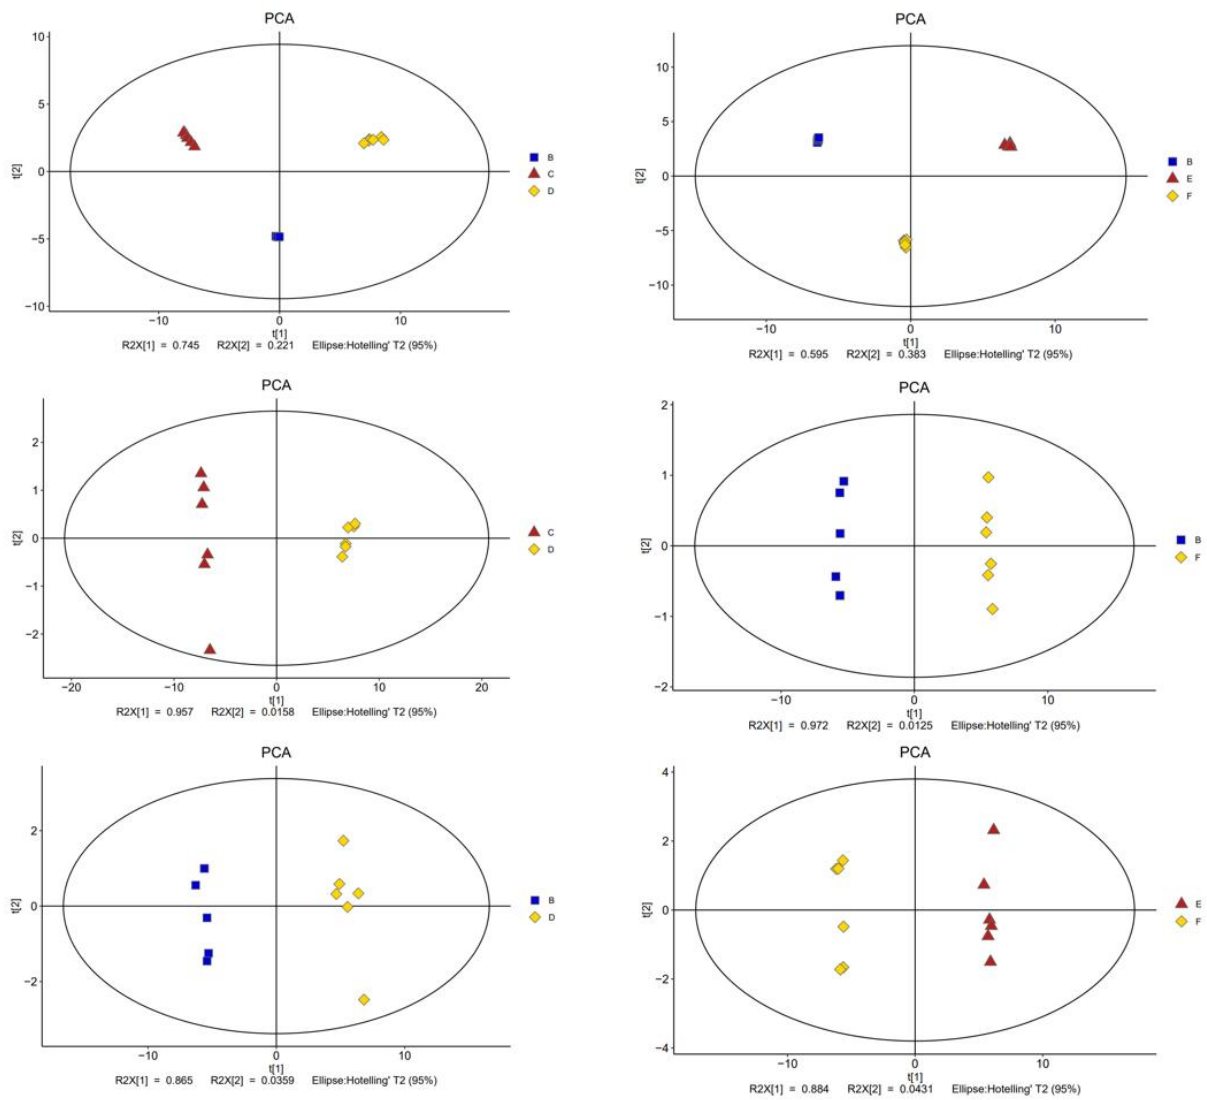 PCA
10
5
0
−5
−10
t[2]
−10
0
10
t[1]
R2X[1] = 0.745 R2X[2] = 0.221 Ellipse:Hotelling' T2 (95%)
B
C
D
PCA
10
5
0
−5
−10
t[2]
−10
0
10
t[1]
R2X[1] = 0.595 R2X[2] = 0.383 Ellipse:Hotelling' T2 (95%)
B
E
F
PCA
2
1
0
−1
−2
t[2]
−20
−10
0
10
20
t[1]
R2X[1] = 0.957 R2X[2] = 0.0158 Ellipse:Hotelling' T2 (95%)
C
D
PCA
2
1
0
−1
−2
t[2]
−10
0
10
t[1]
R2X[1] = 0.972 R2X[2] = 0.0125 Ellipse:Hotelling' T2 (95%)
B
F
PCA
2
0
−2
t[2]
−10
0
10
t[1]
R2X[1] = 0.865 R2X[2] = 0.0359 Ellipse:Hotelling' T2 (95%)
B
D
PCA
4
2
0
−2
−4
t[2]
−10
0
10
t[1]
R2X[1] = 0.884 R2X[2] = 0.0431 Ellipse:Hotelling' T2 (95%)
E
F